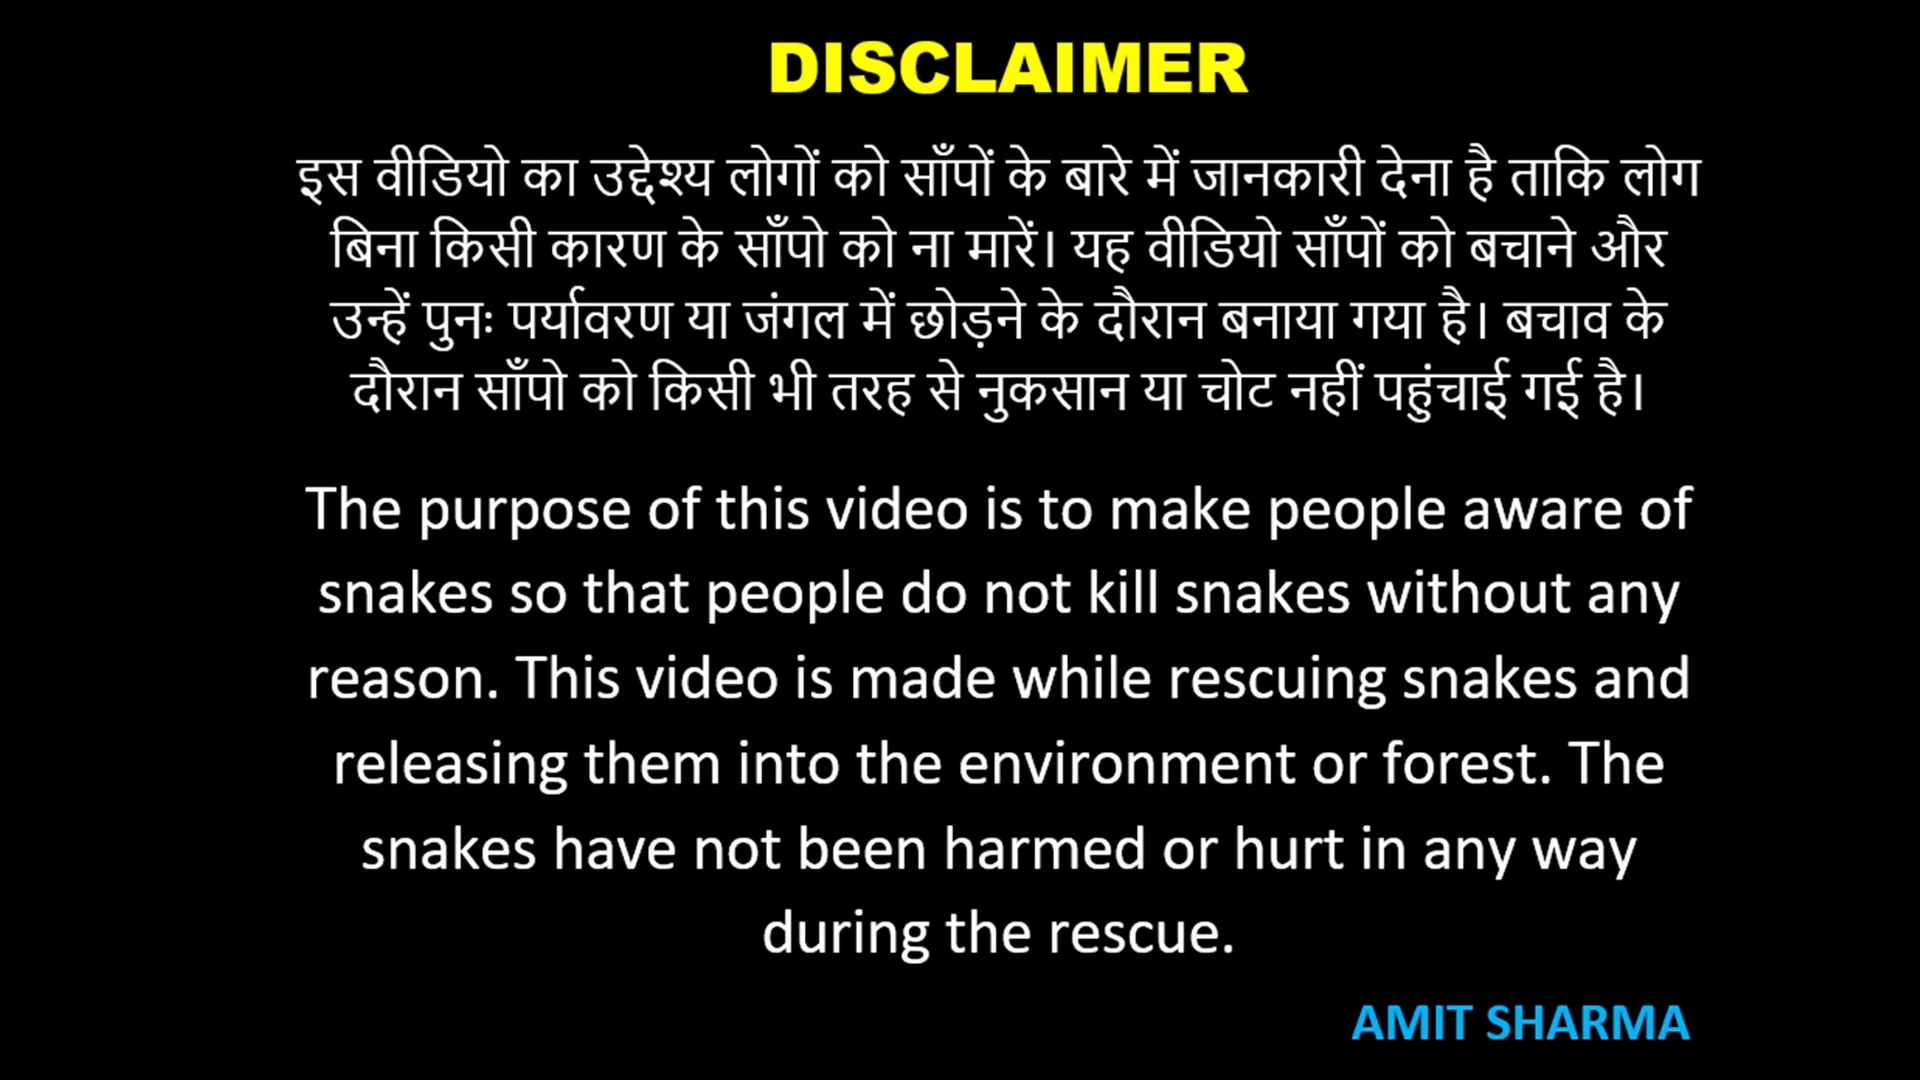 DISCLAIMER
इस वीडियो का उद्देश्य लोगों को साँपों के बारे में जानकारी देना है ताकि लोग
बिना किसी कारण के साँपो को ना मारें। यह वीडियो साँपों को बचाने और
उन्हें पुनः पर्यावरण या जंगल में छोड़ने के दौरान बनाया गया है। बचाव के
दौरान साँपो को किसी भी तरह से नुकसान या चोट नहीं पहुंचाई गई है।
The purpose of this video is to make people aware of
snakes so that people do not kill snakes without any
reason. This video is made while rescuing snakes and
releasing them into the environment or forest. The
snakes have not been harmed or hurt in any way
during the rescue.
AMIT SHARMA